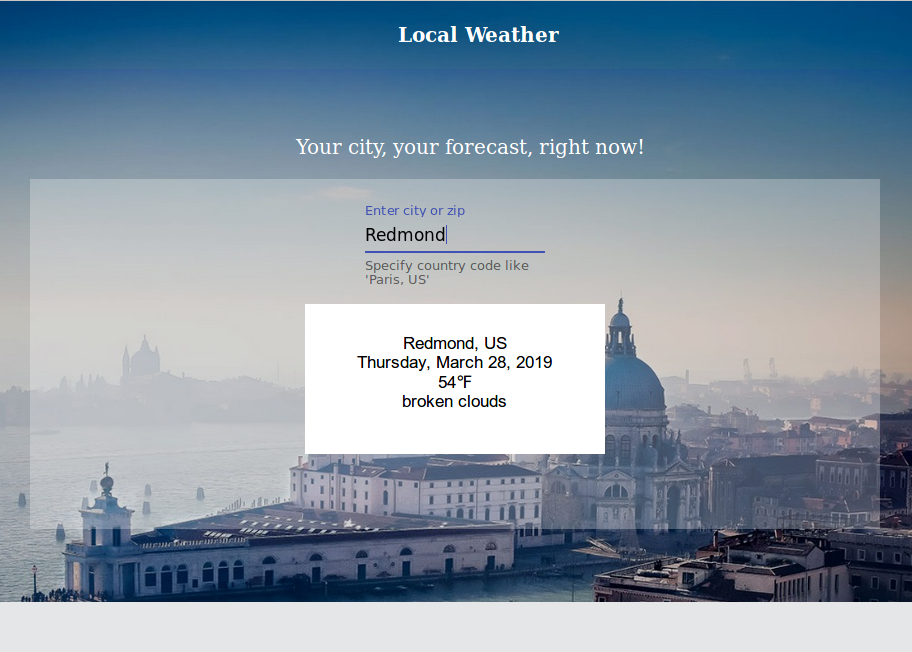 Local Weather
Your city, your forecast, right now!
Enter city or zip
Redmond
Specify country code like
'Paris, US'
Redmond, US
Thursday, March 28, 2019
54°F
broken clouds